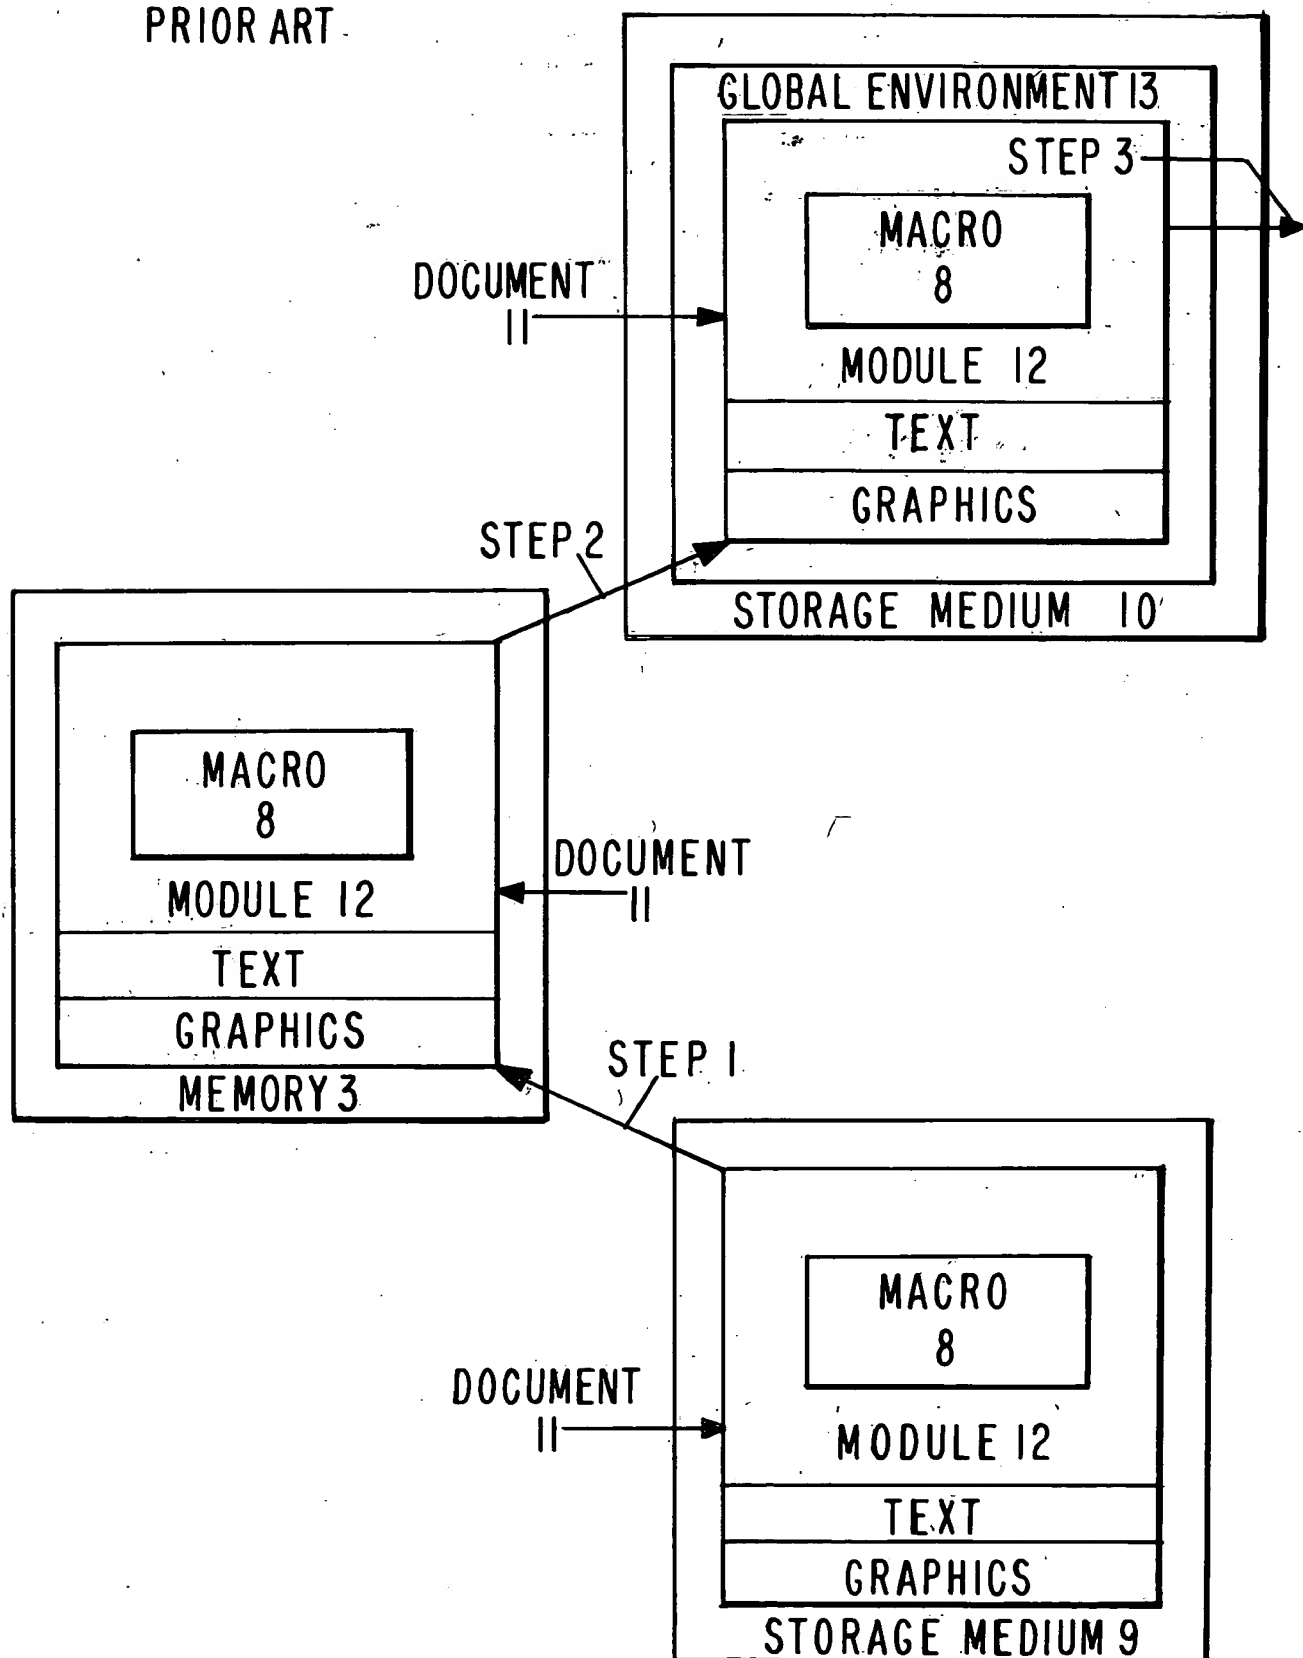 PRIOR ART
GLOBAL ENVIRONMENT 13
STEP 3
MACRO
8
DOCUMENT
11
MODULE 12
TEXT
GRAPHICS
STEP 2
STORAGE MEDIUM 10
MACRO
8
DOCUMENT
11
MODULE 12
TEXT
GRAPHICS
MEMORY 3
STEP 1
MACRO
8
DOCUMENT
11
MODULE 12
TEXT
GRAPHICS
STORAGE MEDIUM 9